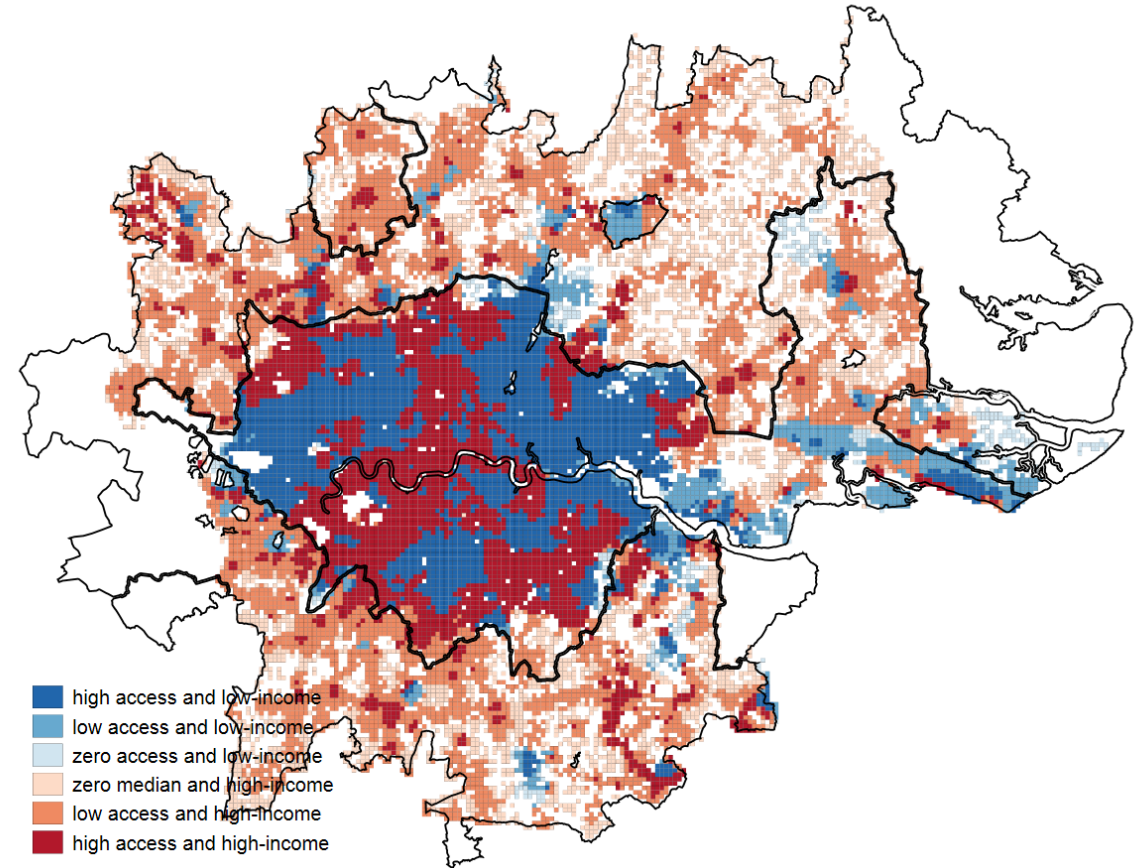 high access and low-income
low access and low-income
zero access and low-income
zero median and high-income
low access and high-income
high access and high-income